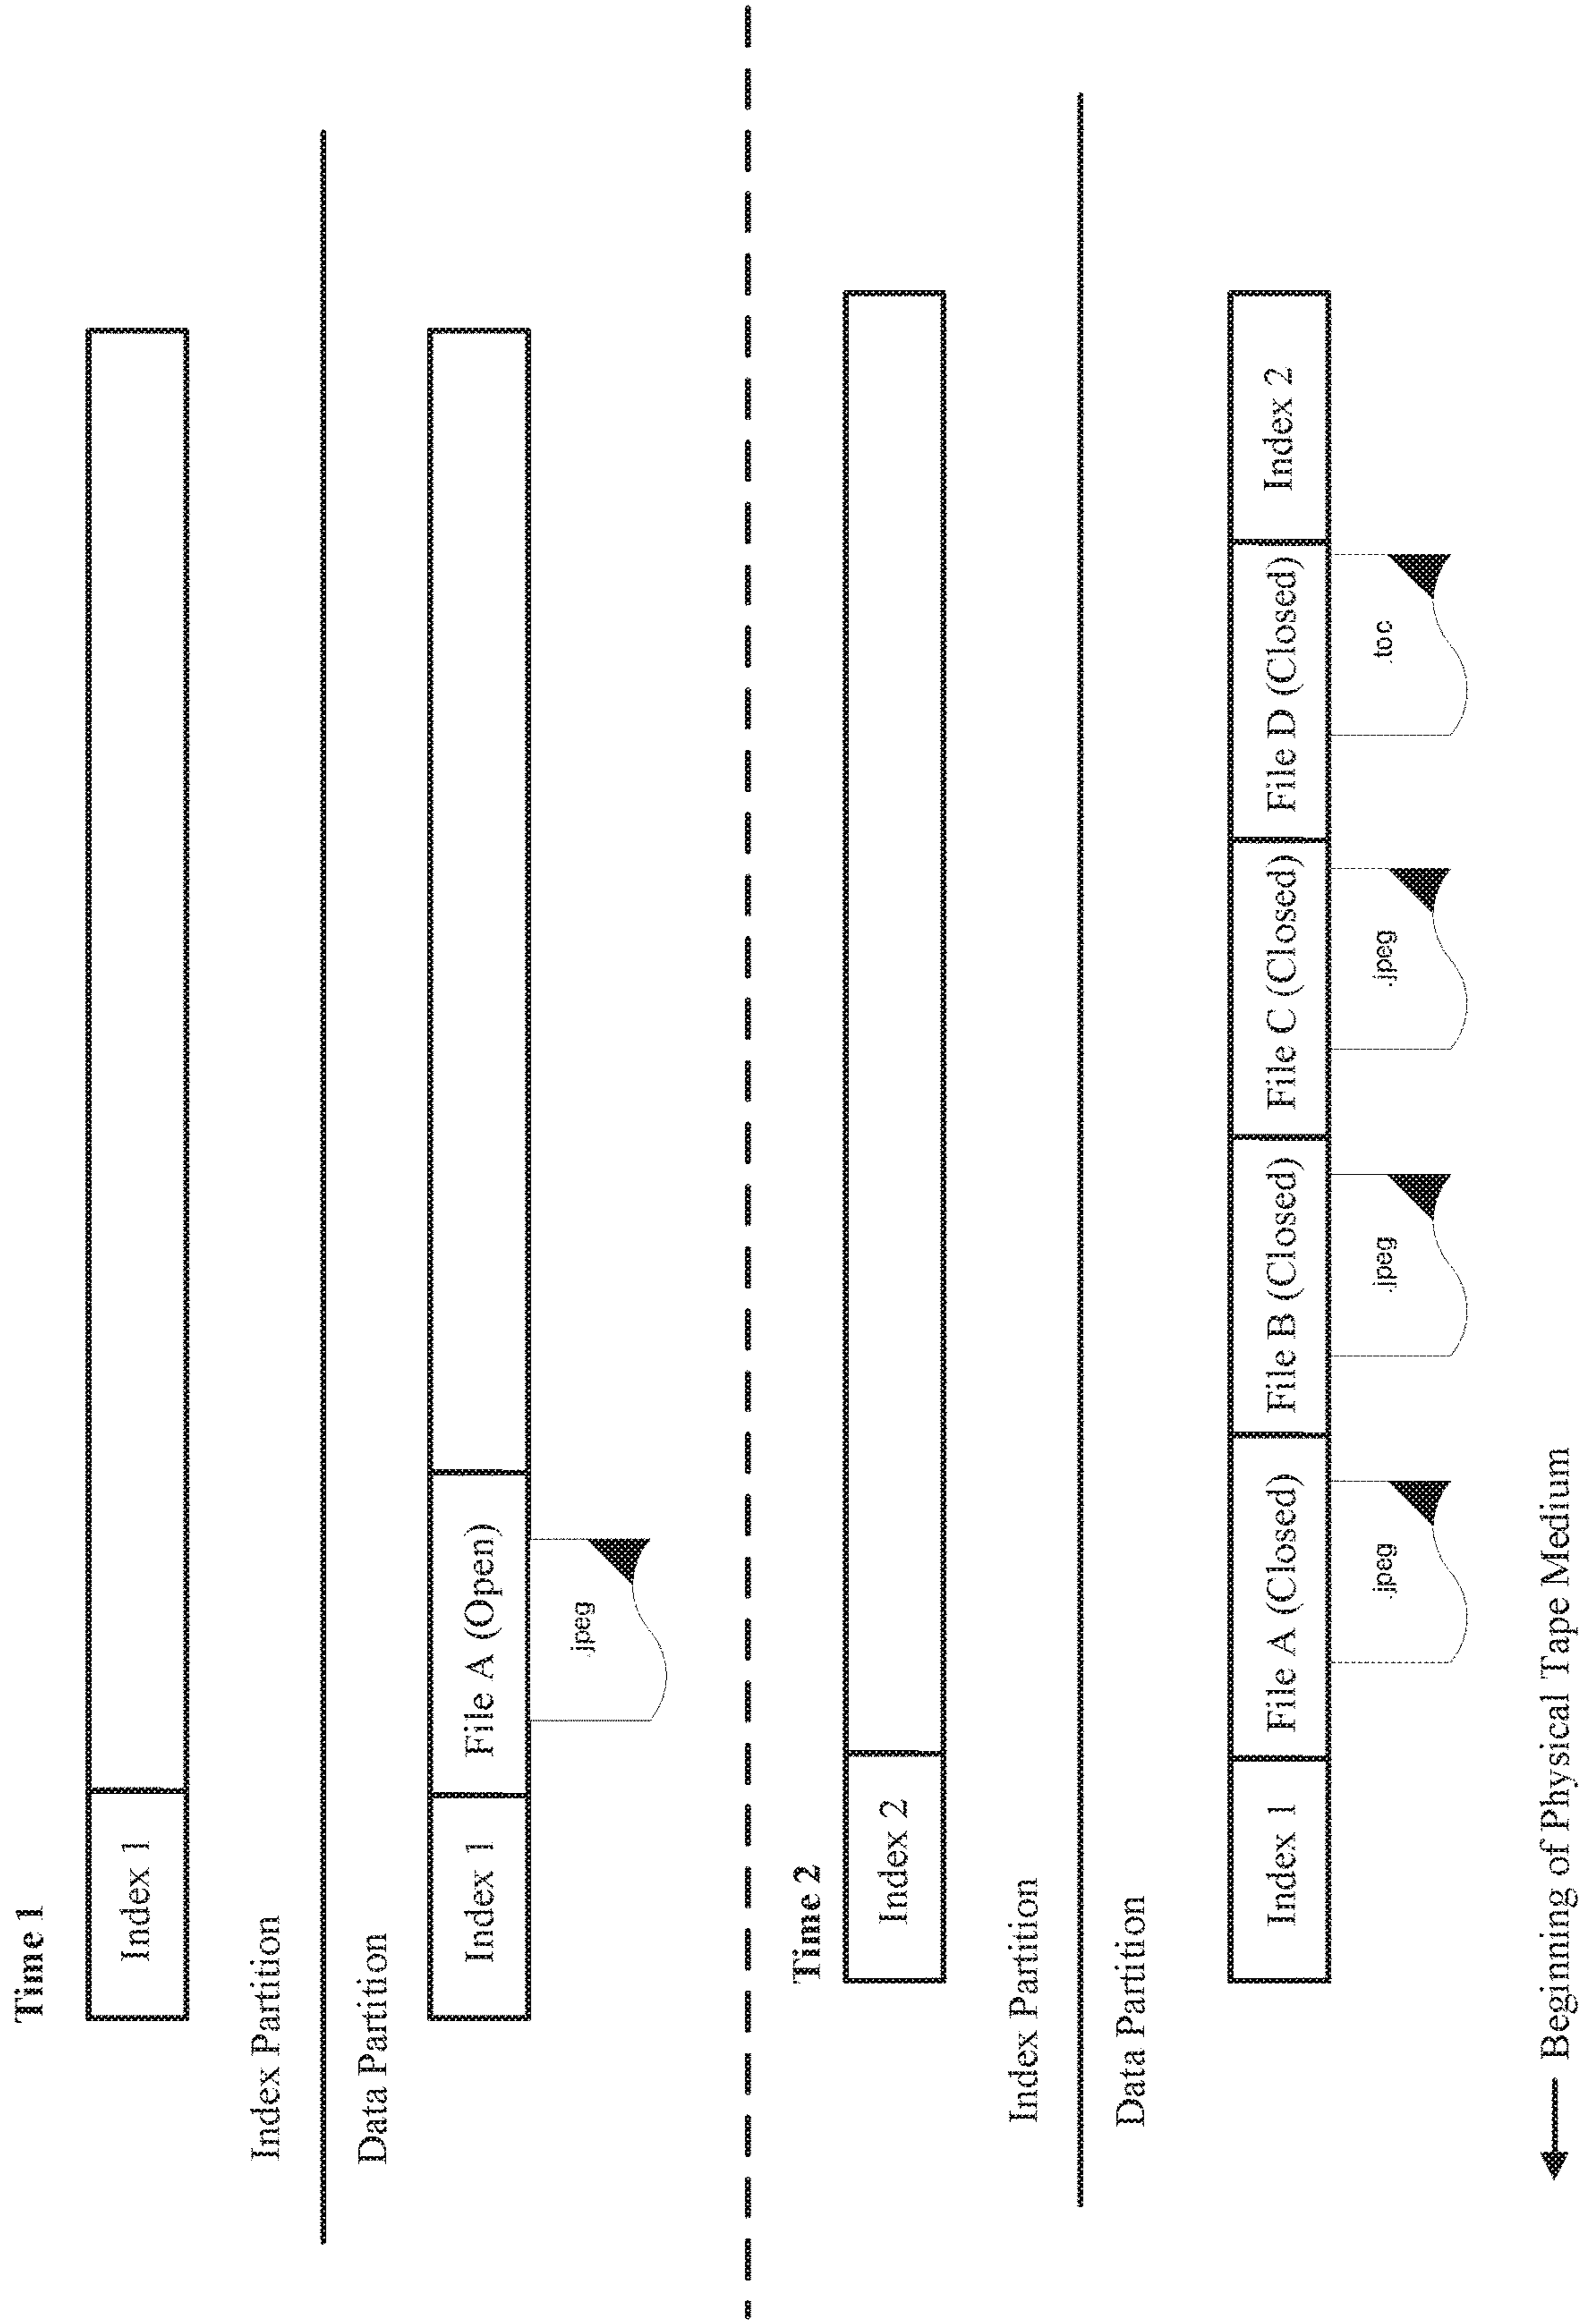 Time 1
Index 1
Index Partition
Data Partition
Index 1
File A (Open)
.jpeg
Time 2
Index 2
Index Partition
Data Partition
Index 1
File A (Closed)
File B (Closed)
File C (Closed)
File D (Closed)
Index 2
.jpeg
.jpeg
.jpeg
.toc
Beginning of Physical Tape Medium